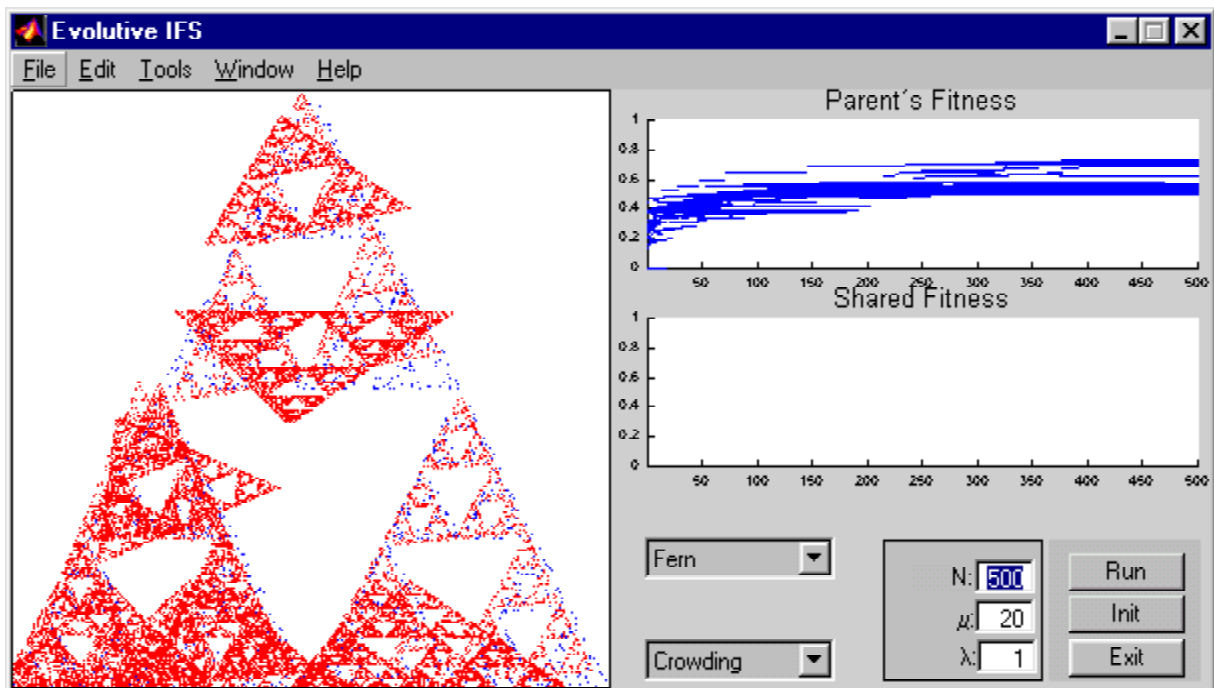 Evolutive IFS
File Edit Tools Window Help
Parent´s Fitness
1
0.8
0.6
0.4
0.2
0
50 100 150 200 250 300 350 400 450 500
Shared Fitness
1
0.8
0.6
0.4
0.2
0
50 100 150 200 250 300 350 400 450 500
Fern
N: 500
Run
μ: 20
Init
Crowding
λ: 1
Exit